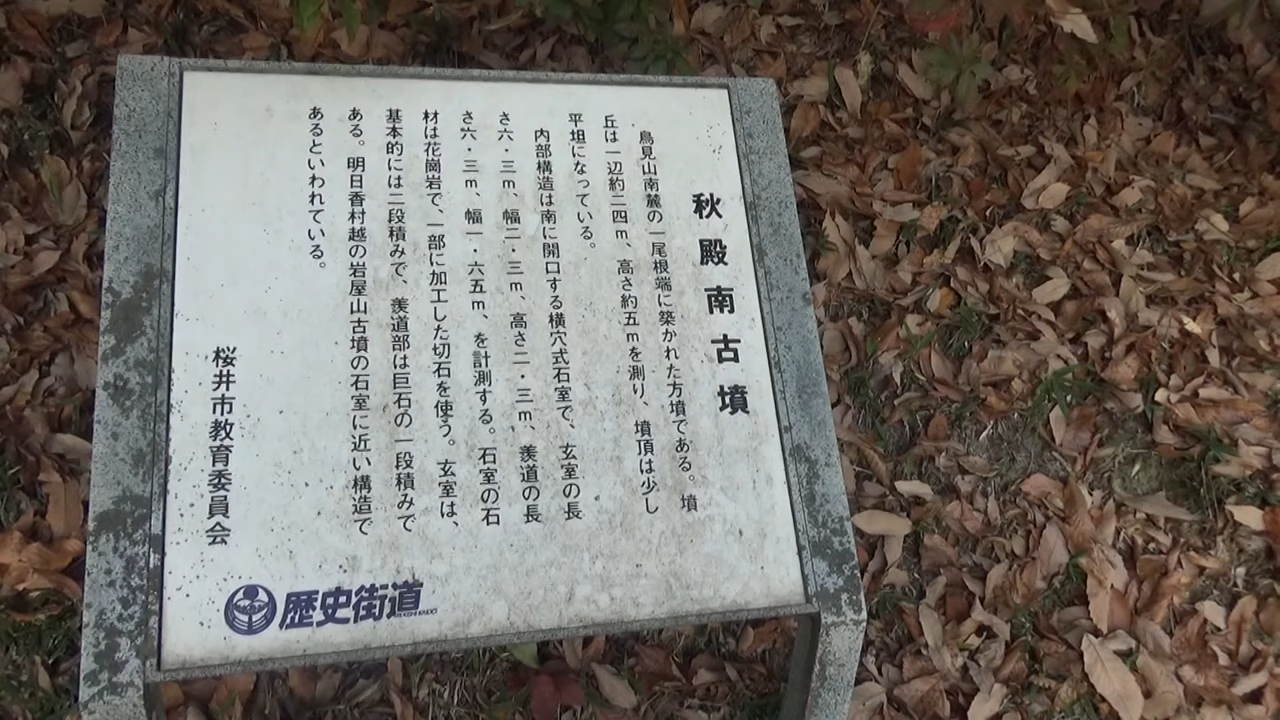 秋殿南古墳
鳥見山南麓の一尾根端に築かれた方墳である。墳
丘は一辺約二四m、高さ約五mを測り、墳頂は少し
平坦になっている。
内部構造は南に開口する横穴式石室で、玄室の長
さ六・三m、幅二・三m、高さ二・三m、羨道の長
さ六・三m、幅一・六五m、を計測する。石室の石
材は花崗岩で、一部に加工した切石を使う。玄室は、
基本的には二段積みで、羨道部は巨石の一段積みで
ある。明日香村越の岩屋山古墳の石室に近い構造で
あるといわれている。
桜井市教育委員会
歴史街道